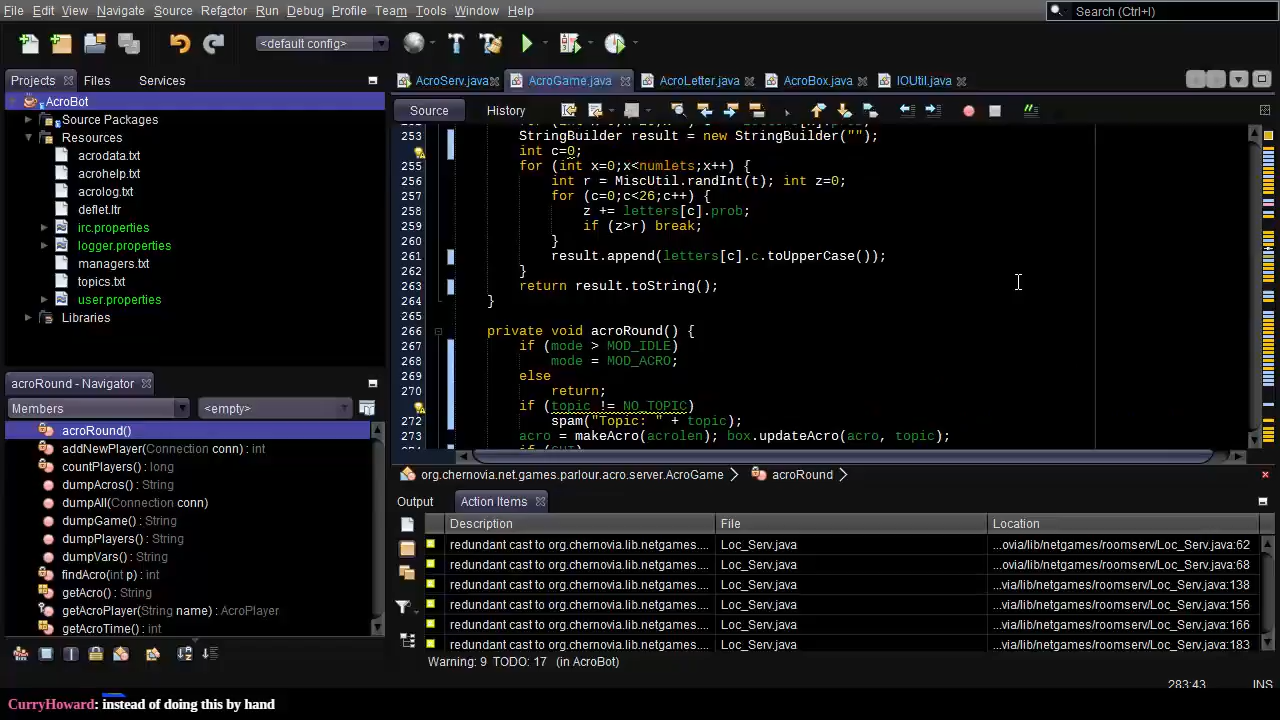 File Edit View Navigate Source Refactor Run Debug Profile Team Tools Window Help
Search (Ctrl+I)
<default config>
Projects Files Services
AcroBot
Source Packages
Resources
acrodata.txt
acrohelp.txt
acrolog.txt
deflet.ltr
irc.properties
logger.properties
managers.txt
topics.txt
user.properties
Libraries
acroRound - Navigator
Members <empty>
acroRound()
addNewPlayer(Connection conn) : int
countPlayers() : long
dumpAcros() : String
dumpAll(Connection conn)
dumpGame() : String
dumpPlayers() : String
dumpVars() : String
findAcro(int p) : int
getAcro() : String
getAcroPlayer(String name) : AcroPlayer
getAcroTime() : int
AcroServ.java AcroGame.java AcroLetter.java AcroBox.java IOUtil.java
Source History
253 StringBuilder result = new StringBuilder("");
int c=0;
255 for (int x=0;x<numlets;x++) {
256 int r = MiscUtil.randInt(t); int z=0;
257 for (c=0;c<26;c++) {
258 z += letters[c].prob;
259 if (z>r) break;
260 }
261 result.append(letters[c].c.toUpperCase());
262 }
263 return result.toString();
264 }
265
266 private void acroRound() {
267 if (mode > MOD_IDLE)
268 mode = MOD_ACRO;
269 else
270 return;
if (topic != NO_TOPIC)
272 spam("Topic: " + topic);
273 acro = makeAcro(acrolen); box.updateAcro(acro, topic);
org.chernovia.net.games.parlour.acro.server.AcroGame acroRound
Output Action Items
Description File Location
redundant cast to org.chernovia.lib.netgames.... Loc_Serv.java ...ovia/lib/netgames/roomserv/Loc_Serv.java:62
redundant cast to org.chernovia.lib.netgames.... Loc_Serv.java ...ovia/lib/netgames/roomserv/Loc_Serv.java:68
redundant cast to org.chernovia.lib.netgames.... Loc_Serv.java ...via/lib/netgames/roomserv/Loc_Serv.java:138
redundant cast to org.chernovia.lib.netgames.... Loc_Serv.java ...via/lib/netgames/roomserv/Loc_Serv.java:156
redundant cast to org.chernovia.lib.netgames.... Loc_Serv.java ...via/lib/netgames/roomserv/Loc_Serv.java:166
redundant cast to org.chernovia.lib.netgames.... Loc_Serv.java ...via/lib/netgames/roomserv/Loc_Serv.java:183
Warning: 9 TODO: 17 (in AcroBot)
283:43 INS
CurryHoward: instead of doing this by hand